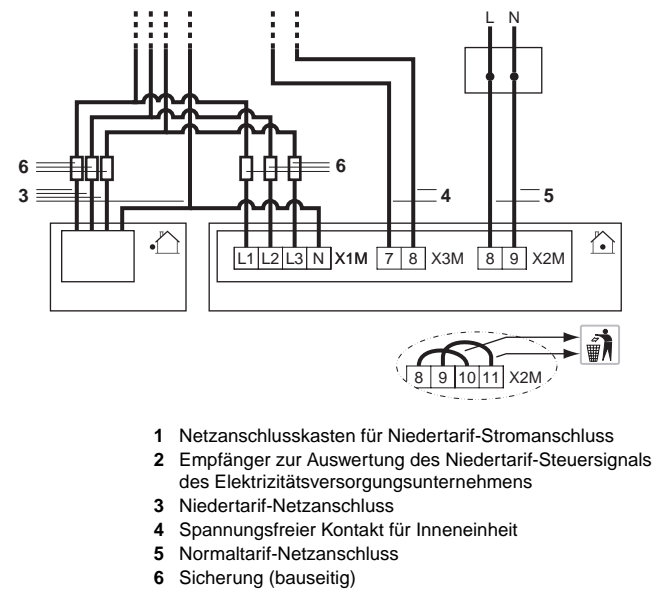 L N
6
6
3
4
5
L1 L2 L3 N X1M 7 8 X3M 8 9 X2M
8 9 10 11 X2M
1 Netzanschlusskasten für Niedertarif-Stromanschluss
2 Empfänger zur Auswertung des Niedertarif-Steuersignals
des Elektrizitätsversorgungsunternehmens
3 Niedertarif-Netzanschluss
4 Spannungsfreier Kontakt für Inneneinheit
5 Normaltarif-Netzanschluss
6 Sicherung (bauseitig)